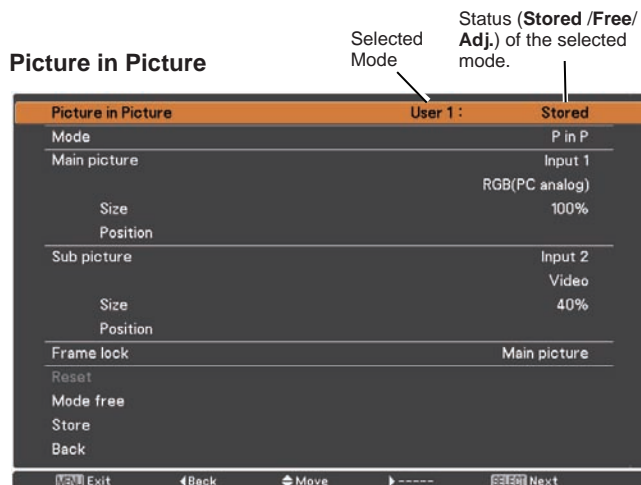 Status (Stored /Free/
Adj.) of the selected
mode.
Selected
Mode
Picture in Picture
Picture in Picture User 1 : Stored
Mode P in P
Main picture Input 1
RGB(PC analog)
Size 100%
Position
Sub picture Input 2
Video
Size 40%
Position
Frame lock Main picture
Reset
Mode free
Store
Back
MENU Exit ◀Back ⬍Move ▶----- SELECT Next